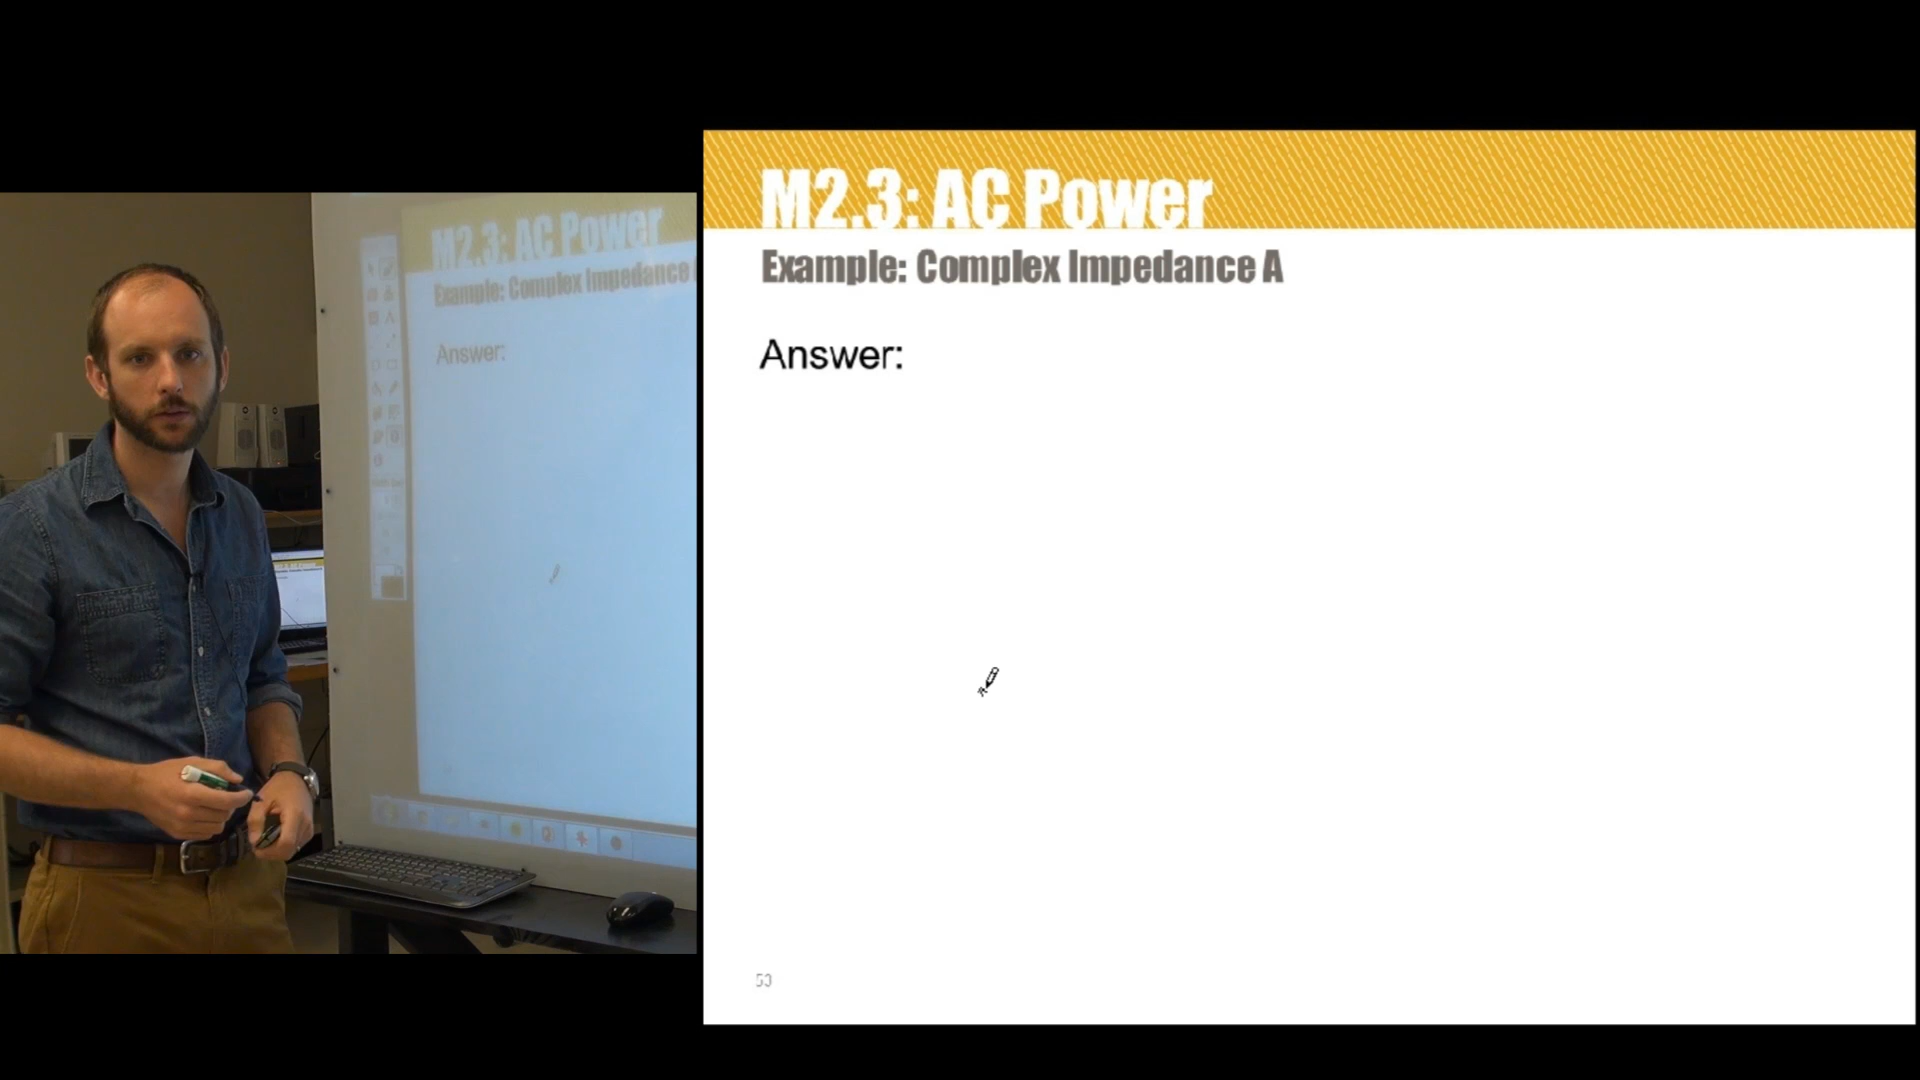 M2.3: AC Power
Example: Complex Impedance
Answer:
M2.3: AC Power
Example: Complex Impedance A
Answer:
53